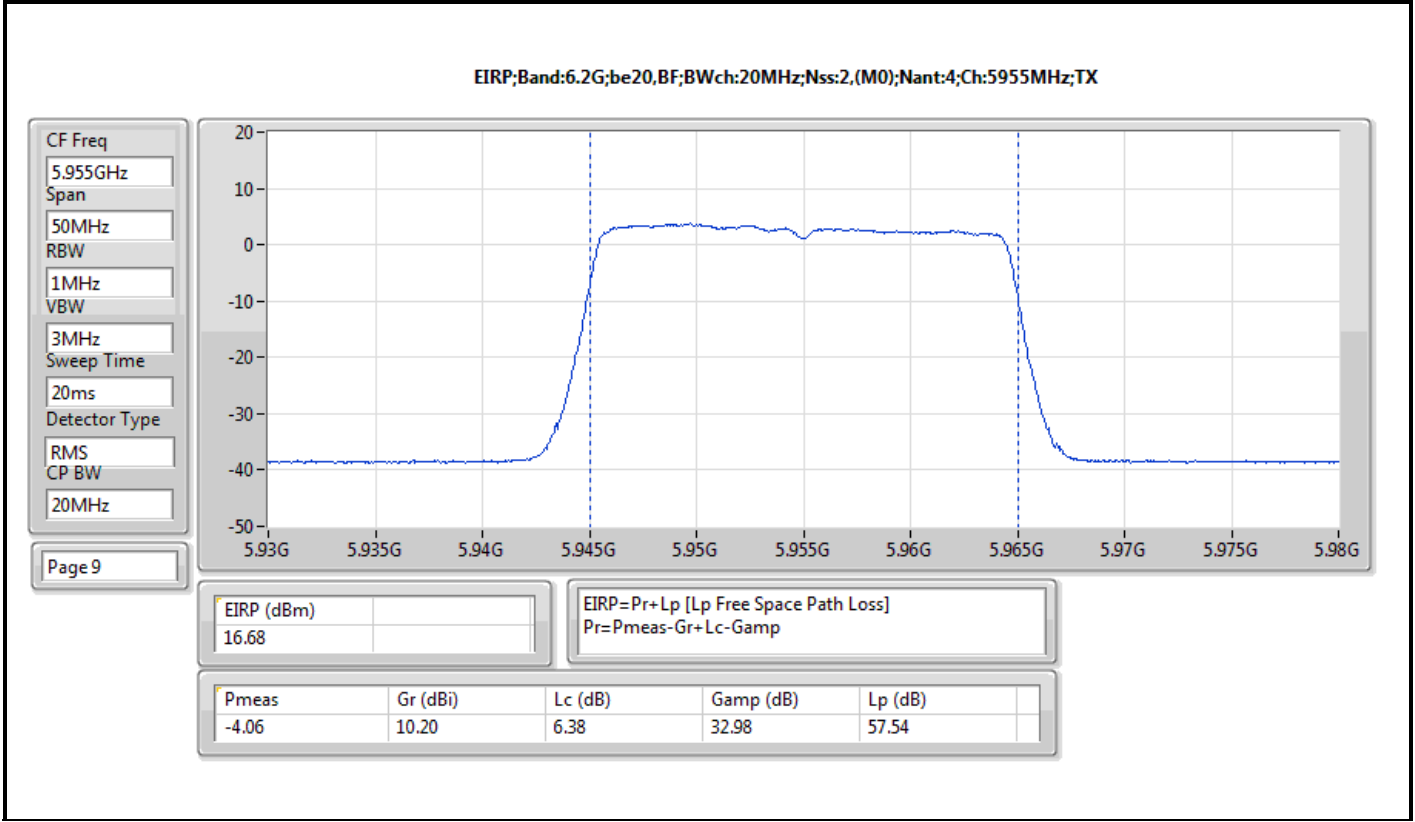 EIRP;Band:6.2G;be20,BF;BWch:20MHz;Nss:2,(M0);Nant:4;Ch:5955MHz;TX
CF Freq
5.955GHz
Span
50MHz
RBW
1MHz
VBW
3MHz
Sweep Time
20ms
Detector Type
RMS
CP BW
20MHz
Page 9
20
10
0
-10
-20
-30
-40
-50
5.93G 5.935G 5.94G 5.945G 5.95G 5.955G 5.96G 5.965G 5.97G 5.975G 5.98G
EIRP (dBm)
16.68
EIRP=Pr+Lp [Lp Free Space Path Loss]
Pr=Pmeas-Gr+Lc-Gamp
Pmeas Gr (dBi) Lc (dB) Gamp (dB) Lp (dB)
-4.06 10.20 6.38 32.98 57.54